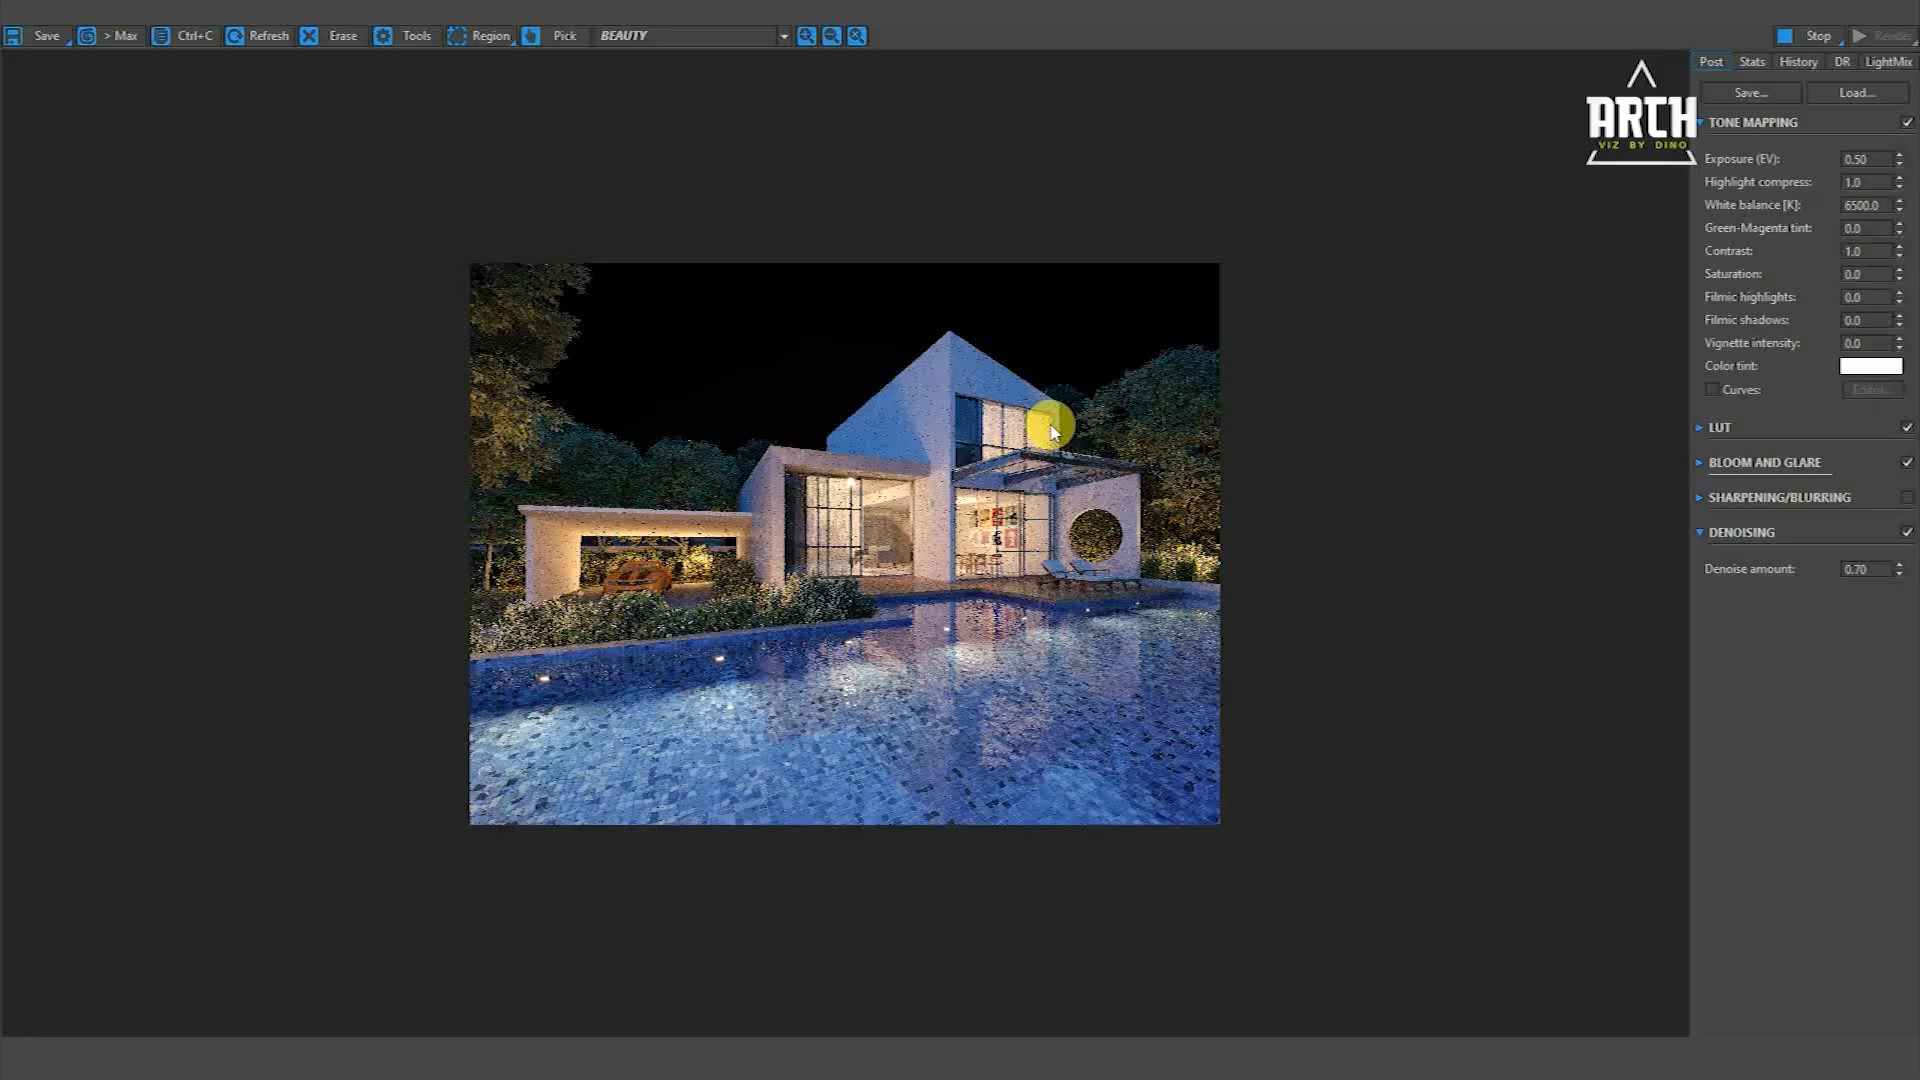 Save > Max Ctrl+C Refresh Erase Tools Region Pick BEAUTY Stop Render
Post Stats History DR LightMix
Save... Load...
ARCH
VIZ BY DINO
TONE MAPPING
Exposure (EV): 0.50
Highlight compress: 1.0
White balance [K]: 6500.0
Green-Magenta tint: 0.0
Contrast: 1.0
Saturation: 0.0
Filmic highlights: 0.0
Filmic shadows: 0.0
Vignette intensity: 0.0
Color tint:
Curves: Editor...
LUT
BLOOM AND GLARE
SHARPENING/BLURRING
DENOISING
Denoise amount: 0.70